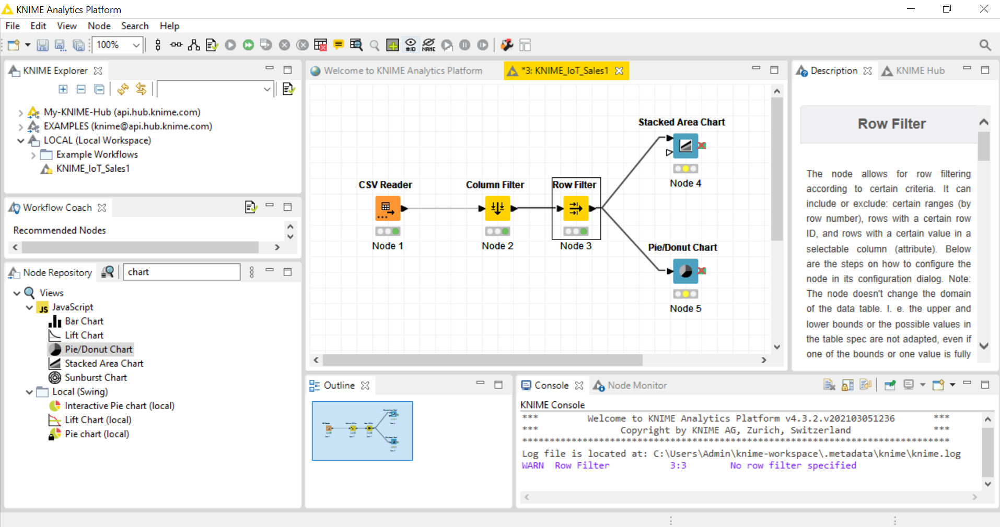 KNIME Analytics Platform
File Edit View Node Search Help
100%
#ID
NAME
KNIME Explorer
My-KNIME-Hub (api.hub.knime.com)
EXAMPLES (knime@api.hub.knime.com)
LOCAL (Local Workspace)
Example Workflows
KNIME_IoT_Sales1
Workflow Coach
Recommended Nodes
Node Repository
chart
Views
JS JavaScript
Bar Chart
Lift Chart
Pie/Donut Chart
Stacked Area Chart
Sunburst Chart
Local (Swing)
Interactive Pie chart (local)
Lift Chart (local)
Pie chart (local)
Welcome to KNIME Analytics Platform
*3: KNIME_IoT_Sales1
Stacked Area Chart
Node 4
CSV Reader
Node 1
Column Filter
Node 2
Row Filter
Node 3
Pie/Donut Chart
Node 5
Description
KNIME Hub
Row Filter
The node allows for row filtering
according to certain criteria. It can
include or exclude: certain ranges (by
row number), rows with a certain row
ID, and rows with a certain value in a
selectable column (attribute). Below
are the steps on how to configure the
node in its configuration dialog. Note:
The node doesn't change the domain
of the data table. I. e. the upper and
lower bounds or the possible values in
the table spec are not adapted, even if
one of the bounds or one value is fully
Outline
Console
Node Monitor
KNIME Console
*** Welcome to KNIME Analytics Platform v4.3.2.v202103051236 ***
*** Copyright by KNIME AG, Zurich, Switzerland ***
******************************************************************************
Log file is located at: C:\Users\Admin\knime-workspace\.metadata\knime\knime.log
WARN Row Filter 3:3 No row filter specified